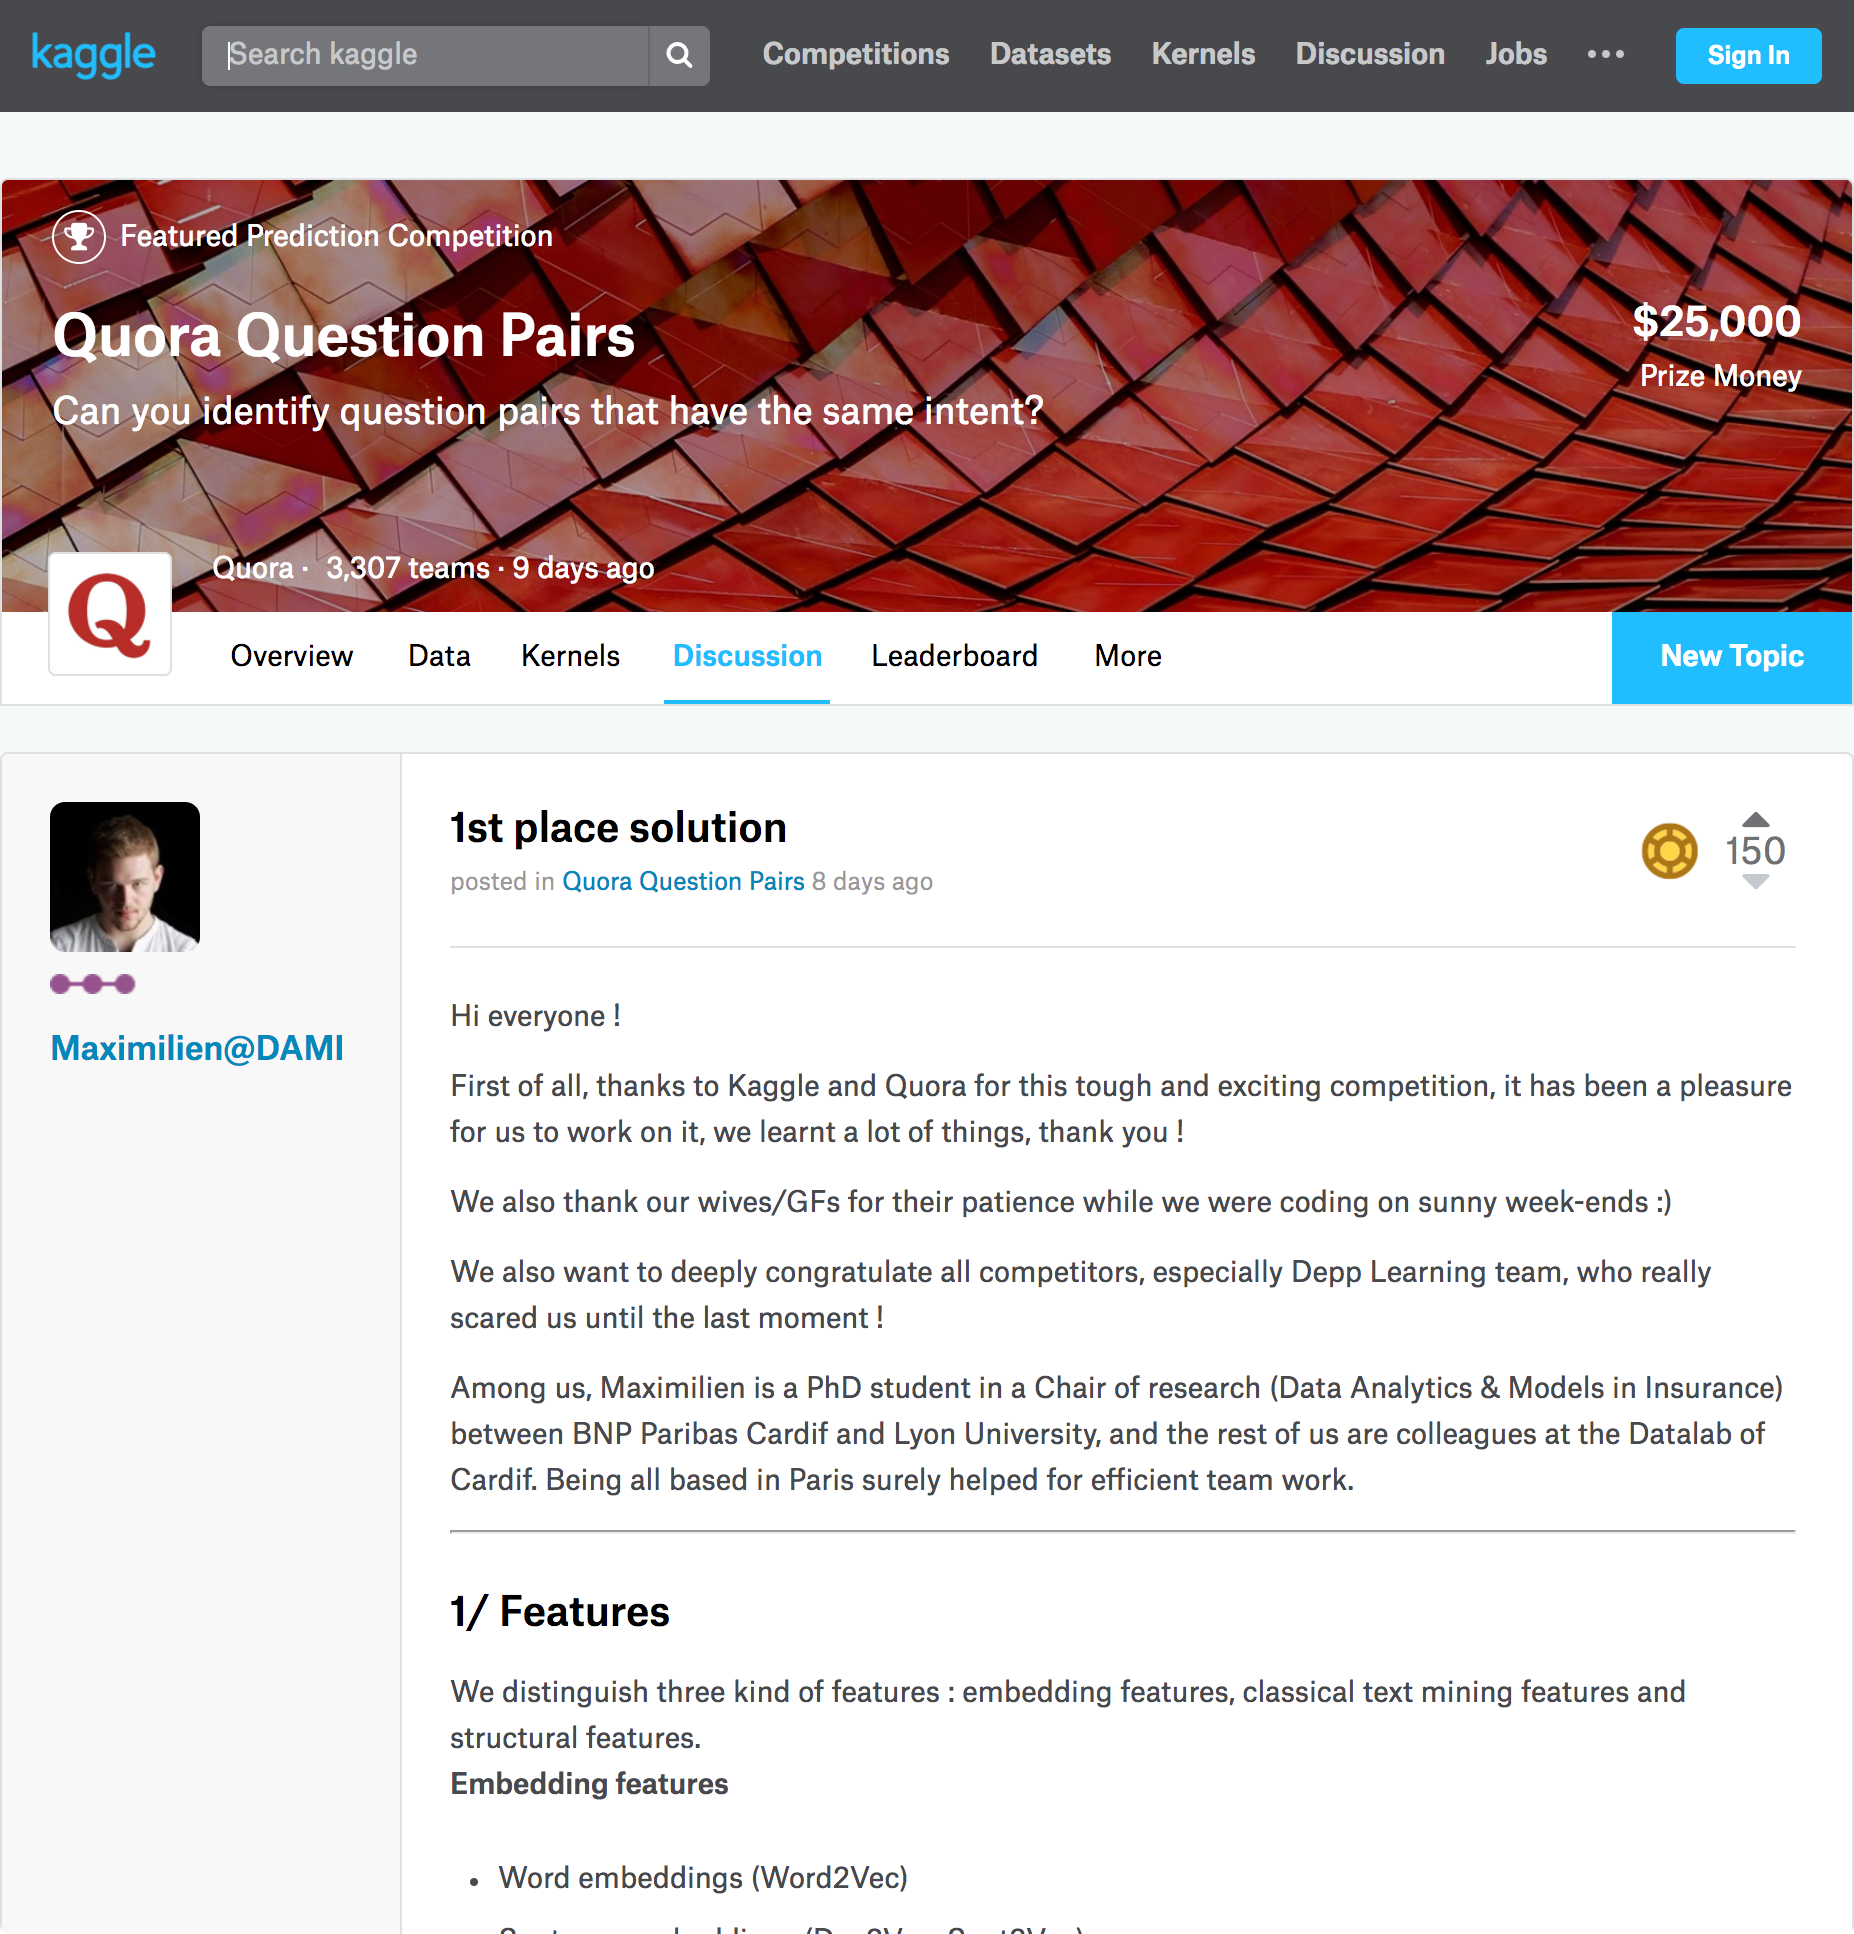 kaggle
Search kaggle
Competitions Datasets Kernels Discussion Jobs •••
Sign In
Featured Prediction Competition
Quora Question Pairs
Can you identify question pairs that have the same intent?
$25,000
Prize Money
Quora · 3,307 teams · 9 days ago
Q
Overview Data Kernels Discussion Leaderboard More
New Topic
Maximilien@DAMI
1st place solution
posted in Quora Question Pairs 8 days ago
150
Hi everyone !
First of all, thanks to Kaggle and Quora for this tough and exciting competition, it has been a pleasure
for us to work on it, we learnt a lot of things, thank you !
We also thank our wives/GFs for their patience while we were coding on sunny week-ends :)
We also want to deeply congratulate all competitors, especially Depp Learning team, who really
scared us until the last moment !
Among us, Maximilien is a PhD student in a Chair of research (Data Analytics & Models in Insurance)
between BNP Paribas Cardif and Lyon University, and the rest of us are colleagues at the Datalab of
Cardif. Being all based in Paris surely helped for efficient team work.
1/ Features
We distinguish three kind of features : embedding features, classical text mining features and
structural features.
Embedding features
• Word embeddings (Word2Vec)